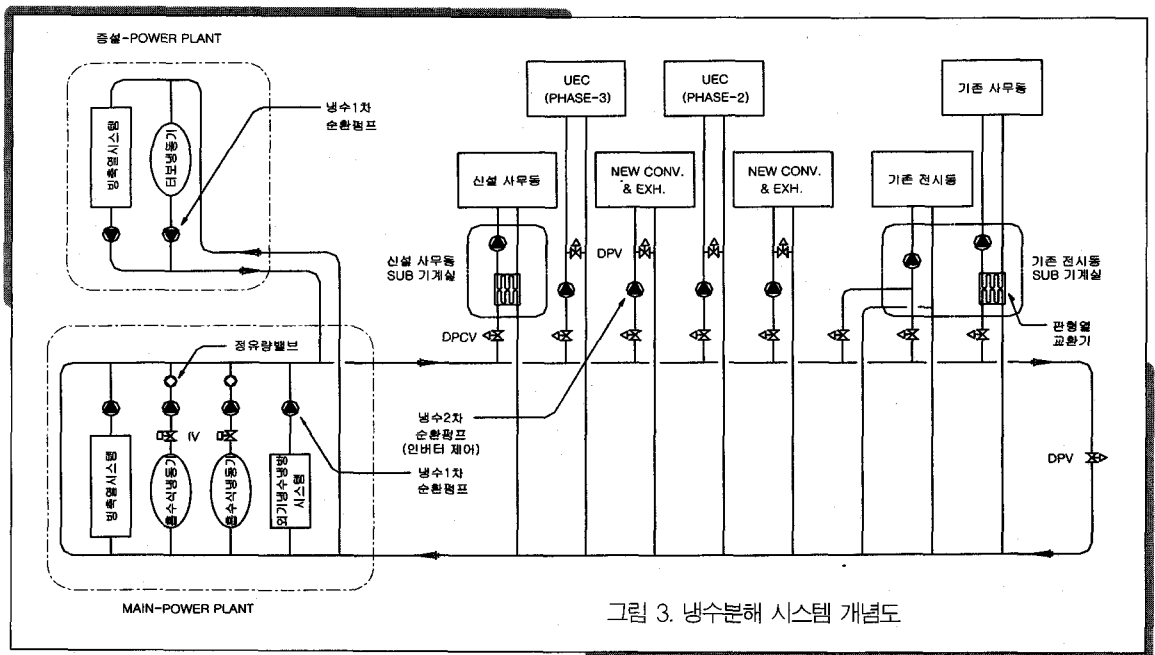 증설-POWER PLANT
빙축열시스템
터보냉동기
냉수1차
순환펌프
UEC
(PHASE-3)
UEC
(PHASE-2)
기존 사무동
신설 사무동
NEW CONV.
& EXH.
NEW CONV.
& EXH.
기존 전시동
신설 사무동
SUB 기계실
DPV
기존 전시동
SUB 기계실
DPCV
판형열
교환기
정유량밸브
IV
빙축열시스템
흡수식냉동기
흡수식냉동기
외기냉수냉방
시스템
냉수2차
순환펌프
(인버터 제어)
냉수1차
순환펌프
DPV
MAIN-POWER PLANT
그림 3. 냉수분해 시스템 개념도